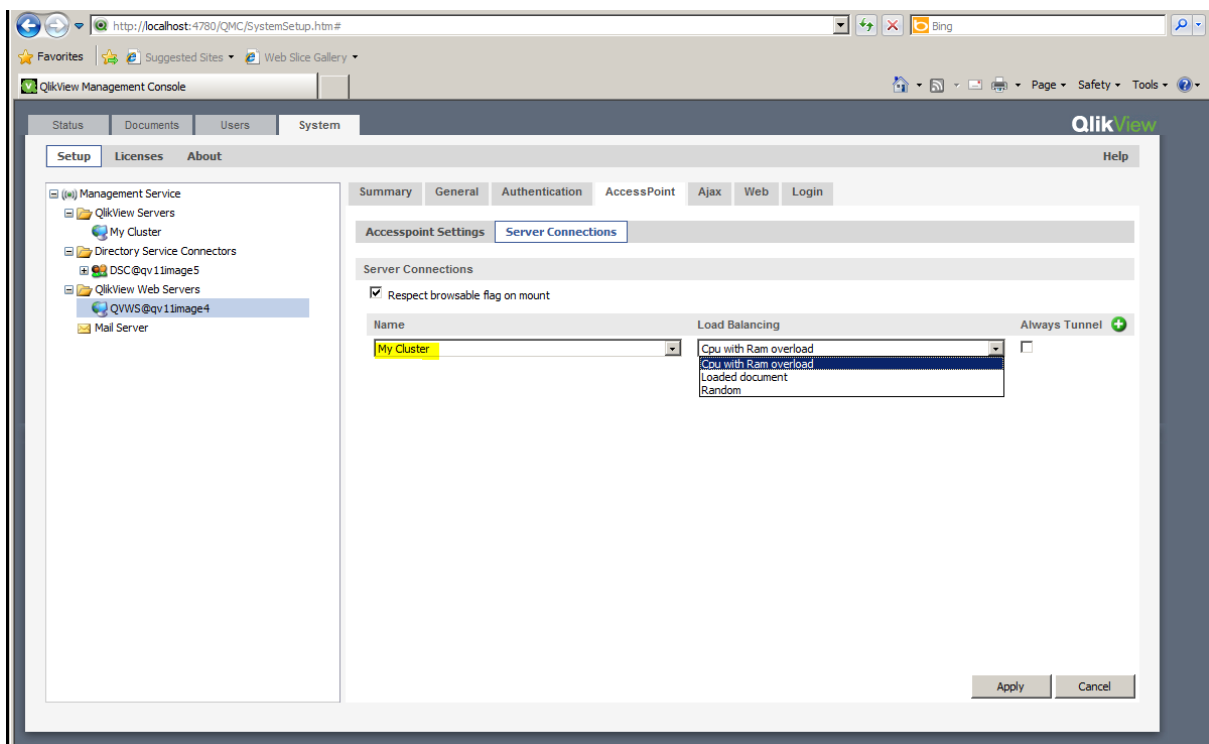 http://localhost:4780/QMC/SystemSetup.htm#
Bing
Favorites
Suggested Sites
Web Slice Gallery
QlikView Management Console
Page
Safety
Tools
Status
Documents
Users
System
QlikView
Setup
Licenses
About
Help
Management Service
QlikView Servers
My Cluster
Directory Service Connectors
DSC@qv11image5
QlikView Web Servers
QVWS@qv11image4
Mail Server
Summary
General
Authentication
AccessPoint
Ajax
Web
Login
Accesspoint Settings
Server Connections
Server Connections
Respect browsable flag on mount
Name
Load Balancing
Always Tunnel
My Cluster
Cpu with Ram overload
Cpu with Ram overload
Loaded document
Random
Apply
Cancel